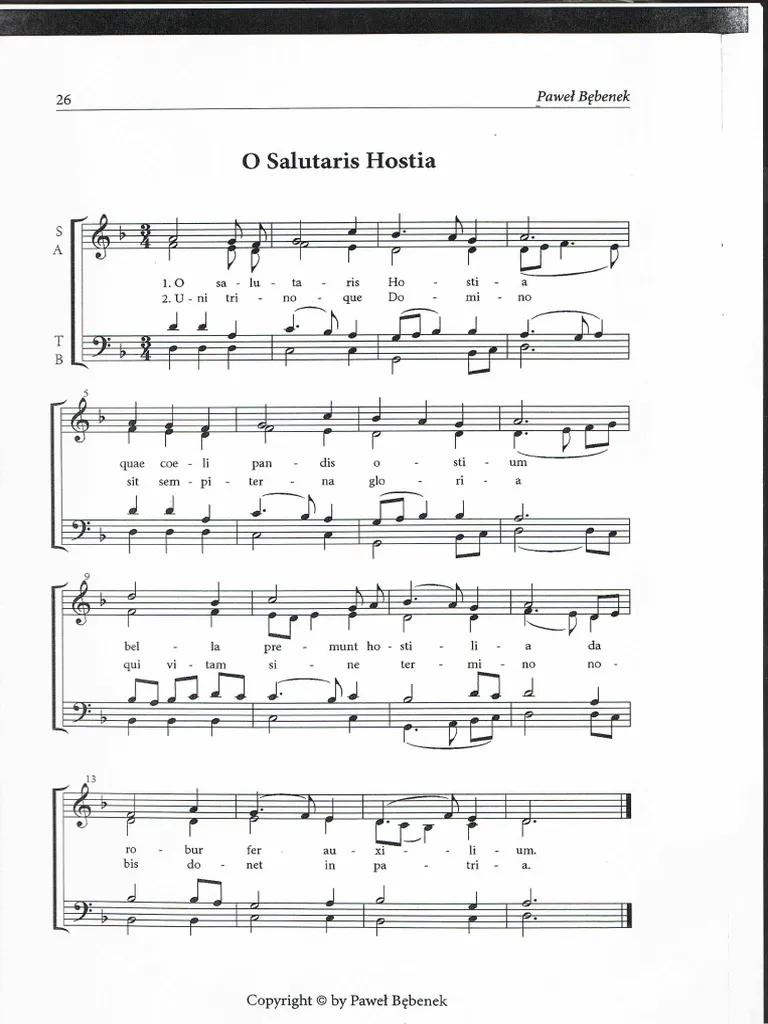 26 Paweł Bębenek
O Salutaris Hostia
S
A
1. O sa - lu - ta - ris Ho - sti - a
2. U - ni tri - no - que Do - mi - no
T
B
5
quae coe - li pan - dis o - sti - um
sit sem - pi - ter - na glo - ri - a
9
bel - la pre - munt ho - sti - li - a da
qui vi - tam si - ne ter - mi - no no -
13
ro - bur fer au - xi - li - um.
bis do - net in pa - tri - a.
Copyright © by Paweł Bębenek